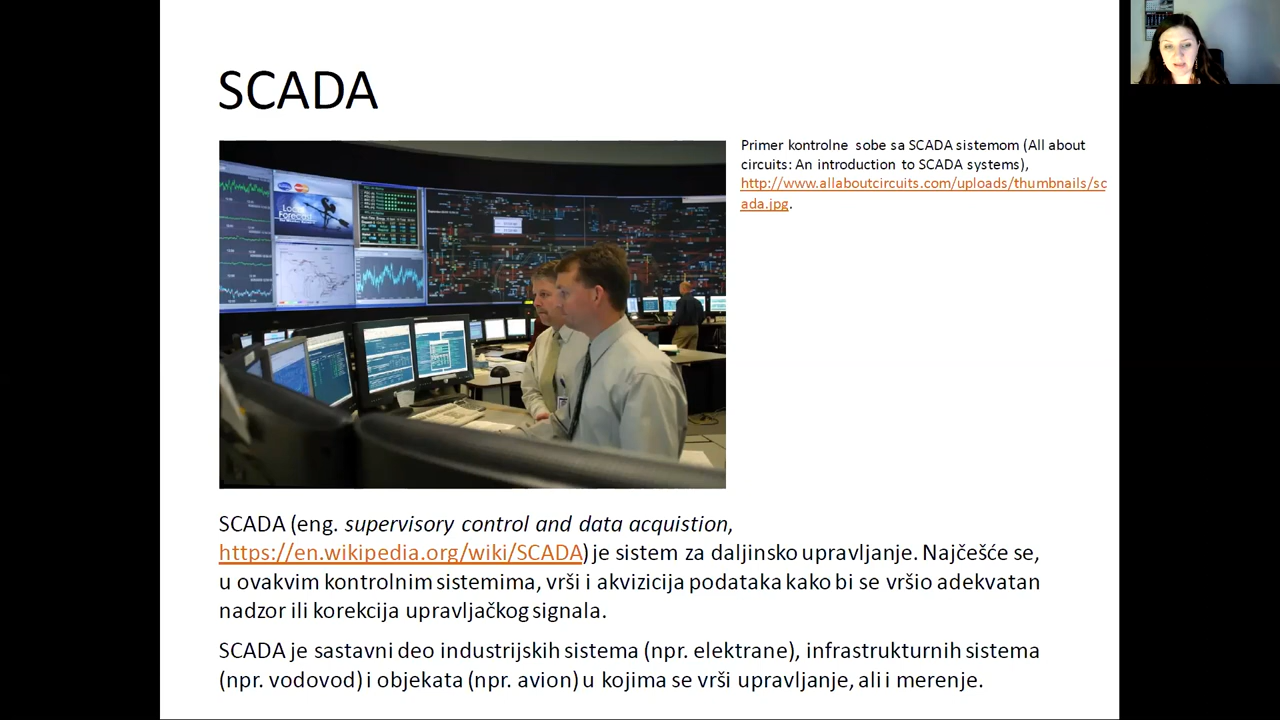 SCADA
Primer kontrolne sobe sa SCADA sistemom (All about
circuits: An introduction to SCADA systems),
http://www.allaboutcircuits.com/uploads/thumbnails/sc
ada.jpg.
Local
Forecast
SCADA (eng. supervisory control and data acquistion,
https://en.wikipedia.org/wiki/SCADA) je sistem za daljinsko upravljanje. Najčešće se,
u ovakvim kontrolnim sistemima, vrši i akvizicija podataka kako bi se vršio adekvatan
nadzor ili korekcija upravljačkog signala.
SCADA je sastavni deo industrijskih sistema (npr. elektrane), infrastrukturnih sistema
(npr. vodovod) i objekata (npr. avion) u kojima se vrši upravljanje, ali i merenje.